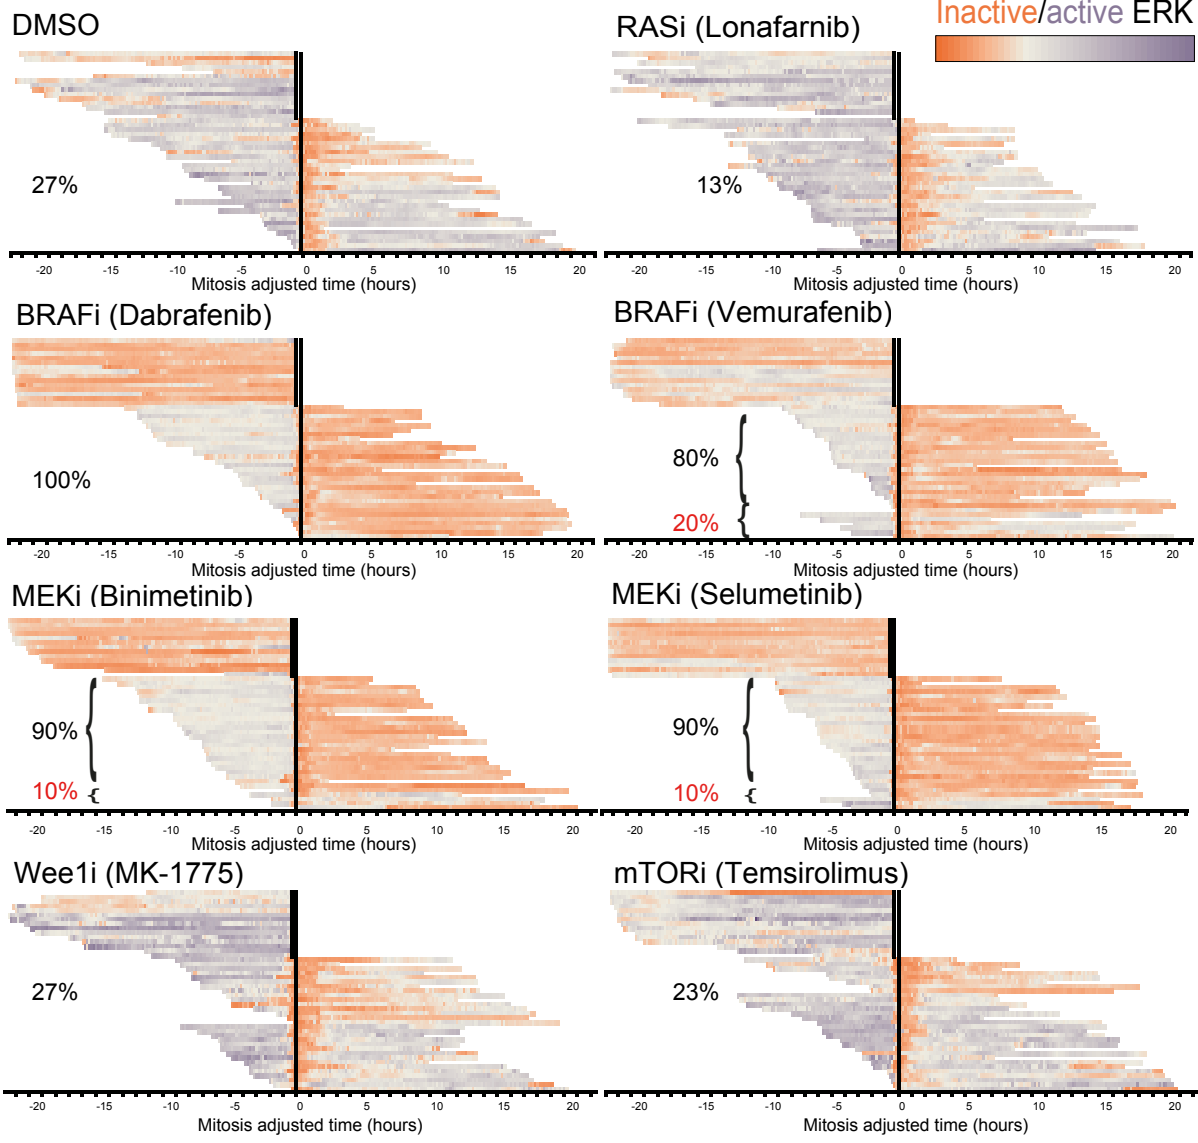 DMSO
RASi (Lonafarnib)
Inactive/active ERK
27%
13%
-20 -15 -10 -5 0 5 10 15 20
Mitosis adjusted time (hours)
-20 -15 -10 -5 0 5 10 15 20
Mitosis adjusted time (hours)
BRAFi (Dabrafenib)
BRAFi (Vemurafenib)
100%
80%
20%
-20 -15 -10 -5 0 5 10 15 20
Mitosis adjusted time (hours)
-20 -15 -10 -5 0 5 10 15 20
Mitosis adjusted time (hours)
MEKi (Binimetinib)
MEKi (Selumetinib)
90%
10%
90%
10%
-20 -15 -10 -5 0 5 10 15 20
Mitosis adjusted time (hours)
-20 -15 -10 -5 0 5 10 15 20
Mitosis adjusted time (hours)
Wee1i (MK-1775)
mTORi (Temsirolimus)
27%
23%
-20 -15 -10 -5 0 5 10 15 20
Mitosis adjusted time (hours)
-20 -15 -10 -5 0 5 10 15 20
Mitosis adjusted time (hours)